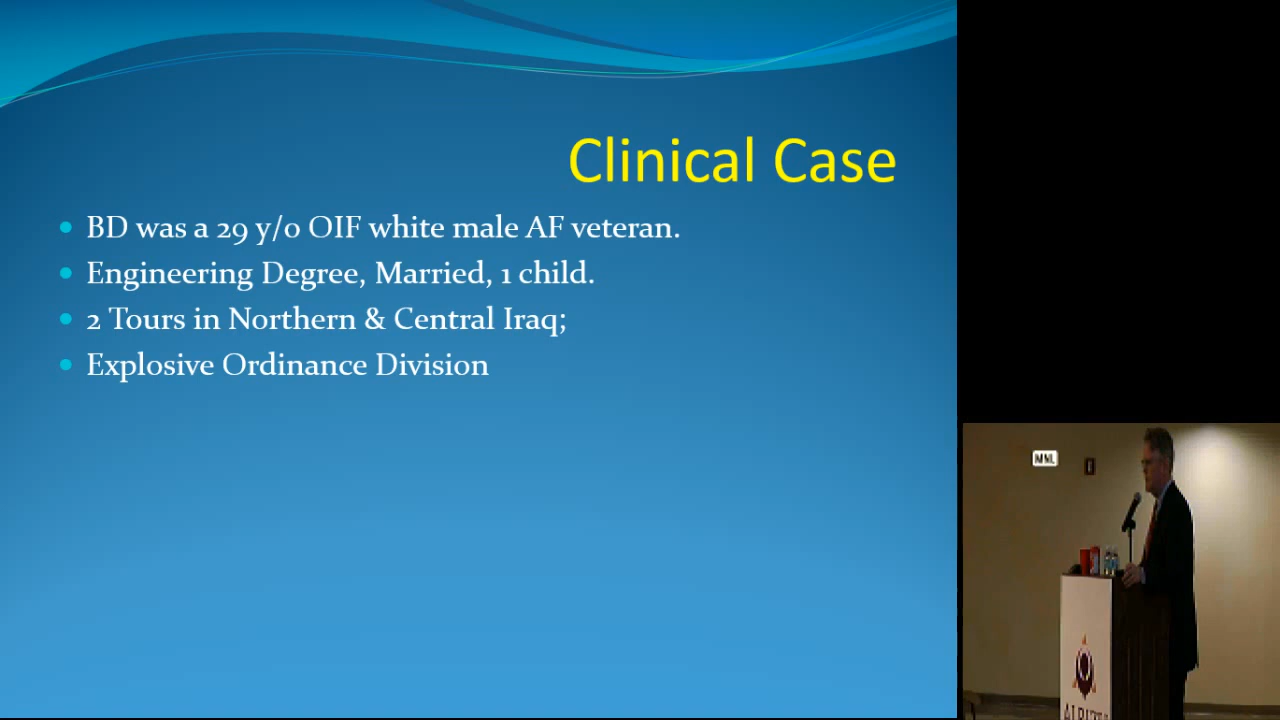 Clinical Case
BD was a 29 y/o OIF white male AF veteran.
Engineering Degree, Married, 1 child.
2 Tours in Northern & Central Iraq;
Explosive Ordinance Division
MNL